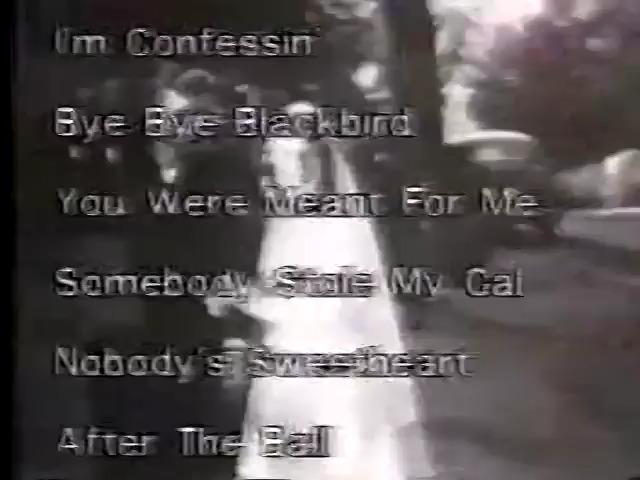 I'm Confessin'
Bye Bye Blackbird
You Were Meant For Me
Somebody Stole My Gal
Nobody's Sweetheart
After The Ball